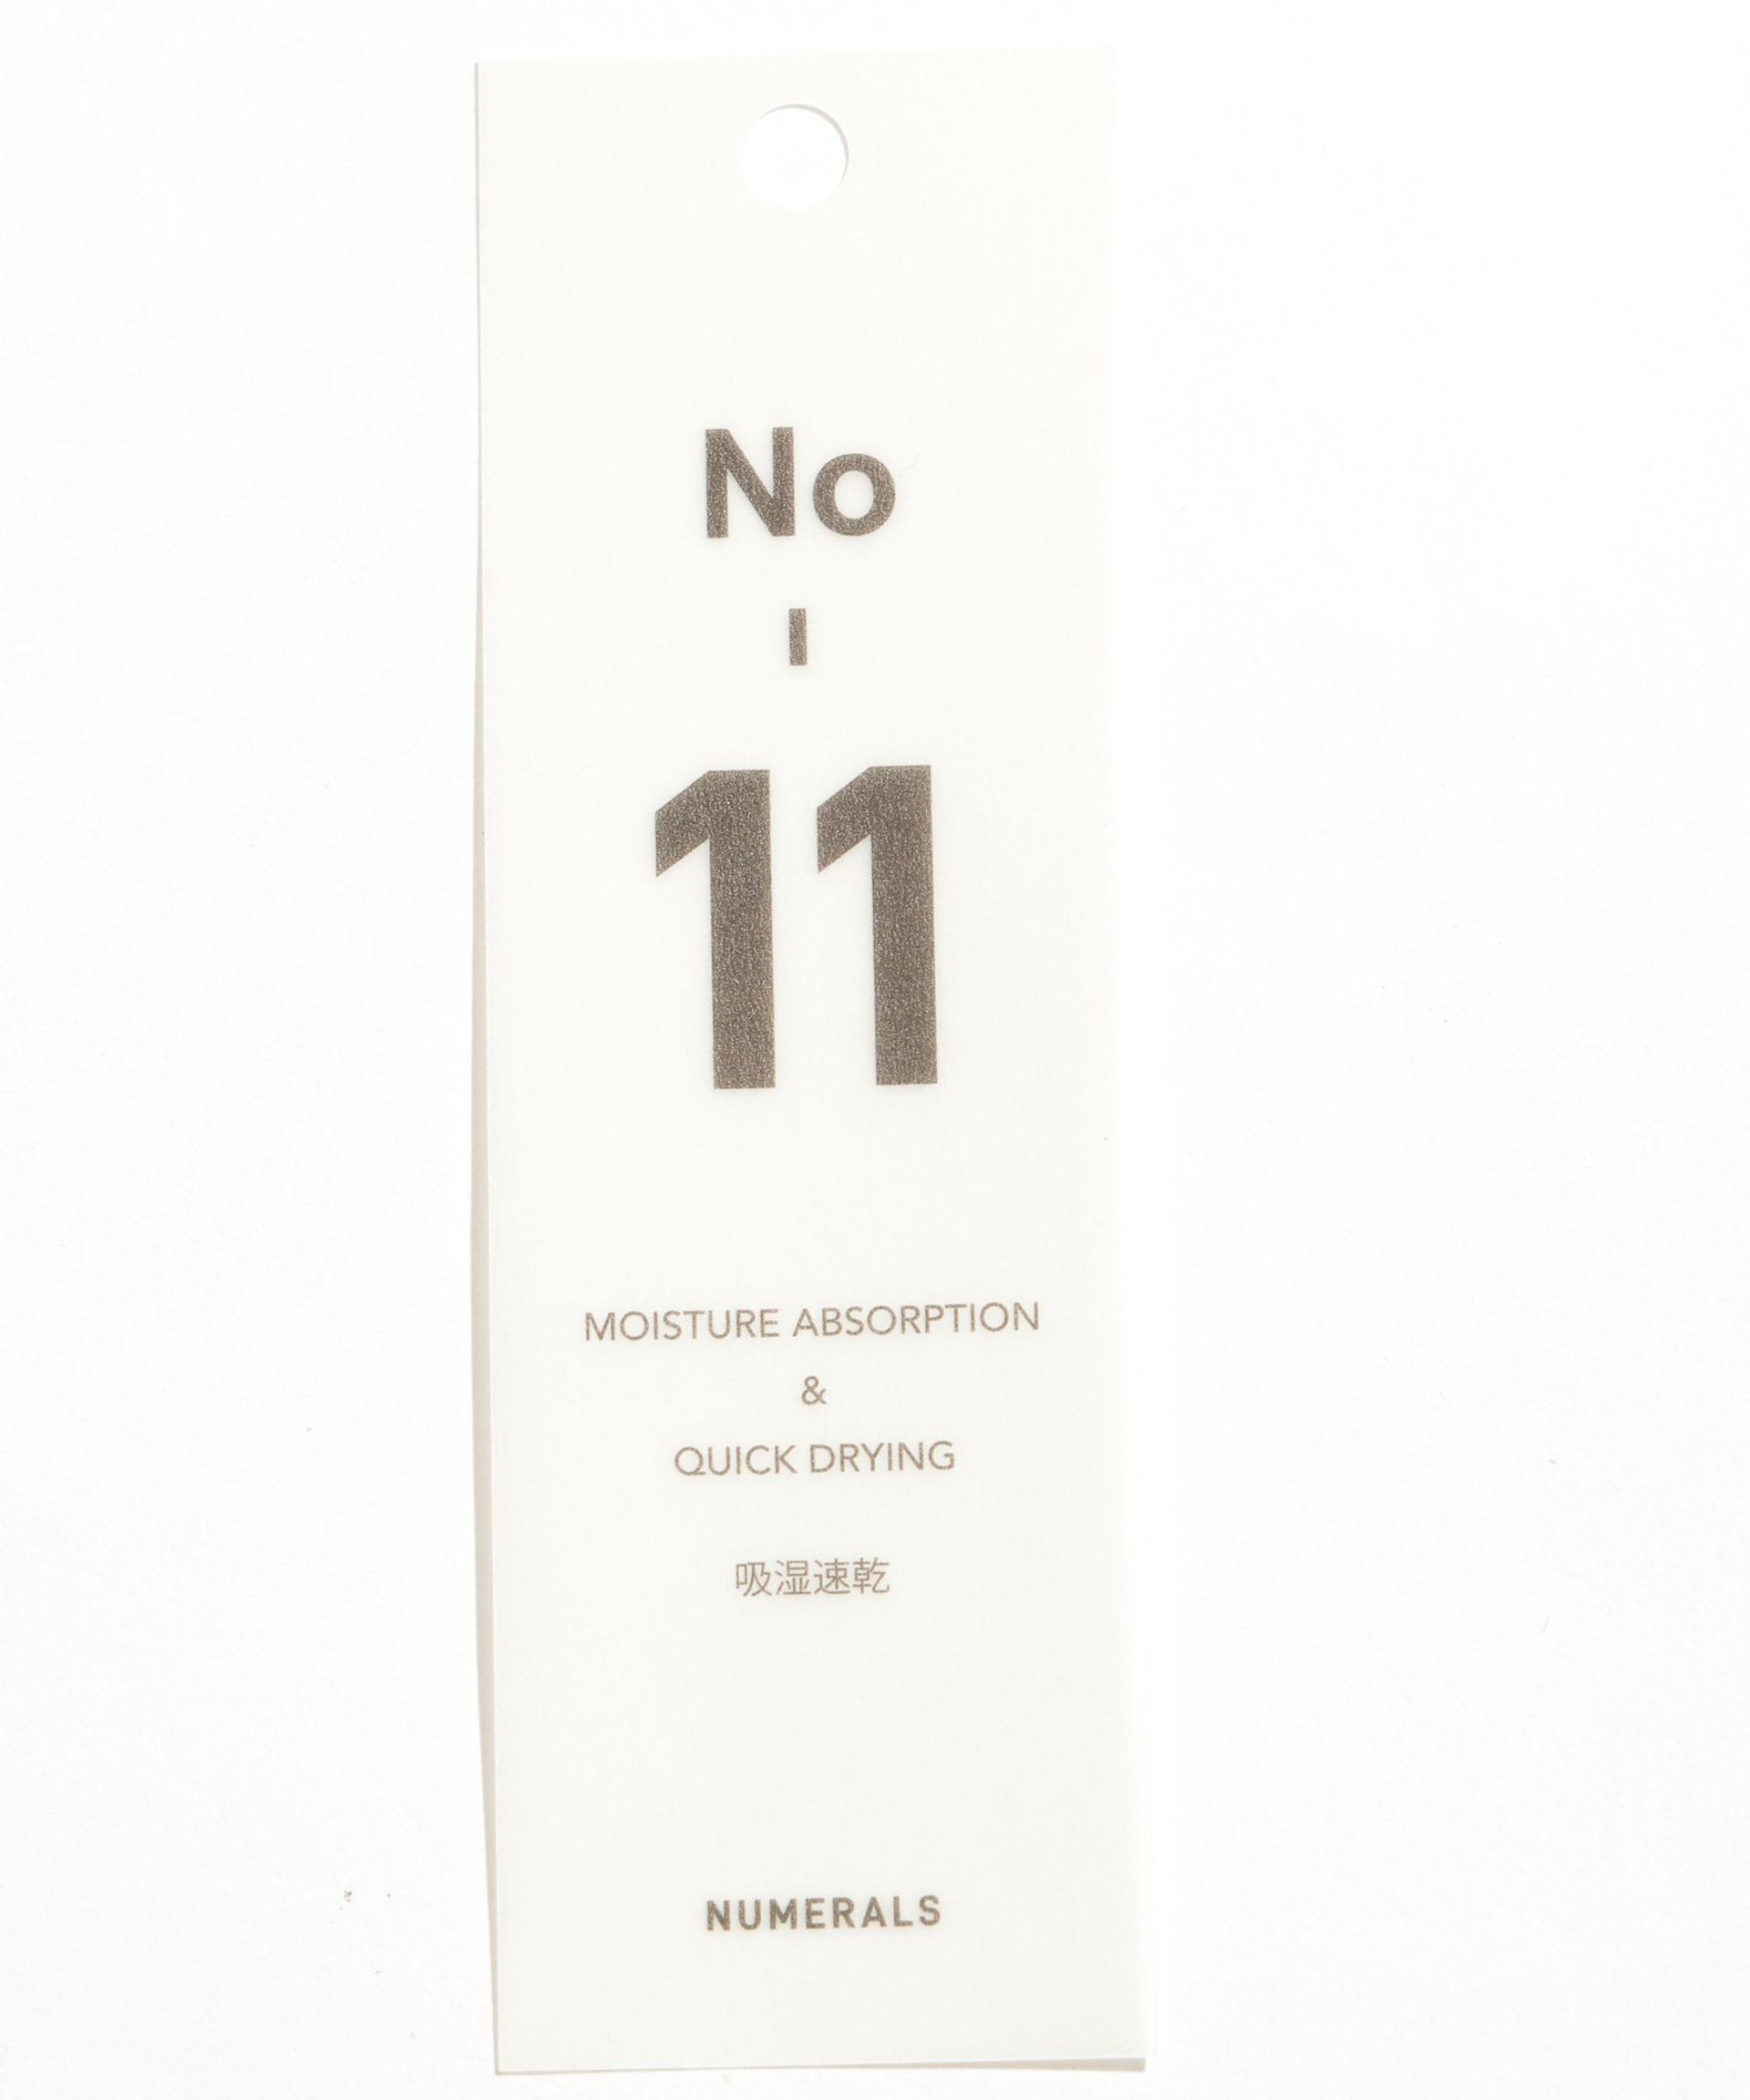 No
-
11
MOISTURE ABSORPTION
&
QUICK DRYING
吸湿速乾
NUMERALS